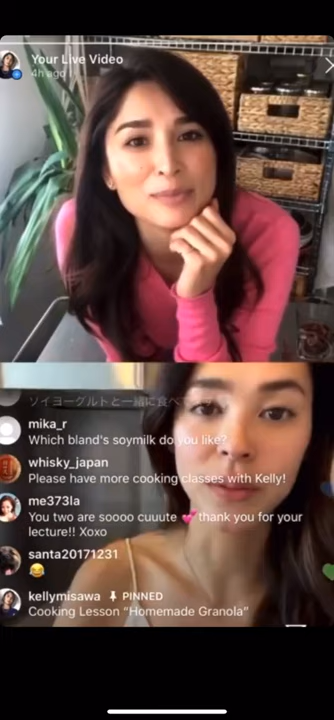 Your Live Video
4h ago
ソイヨーグルトと一緒に食べて
mika_r
Which bland's soymilk do you like?
whisky_japan
Please have more cooking classes with Kelly!
me373la
You two are soooo cuuute 💕thank you for your
lecture!! Xoxo
santa20171231
😂
kellymisawa 📌 PINNED
Cooking Lesson "Homemade Granola"